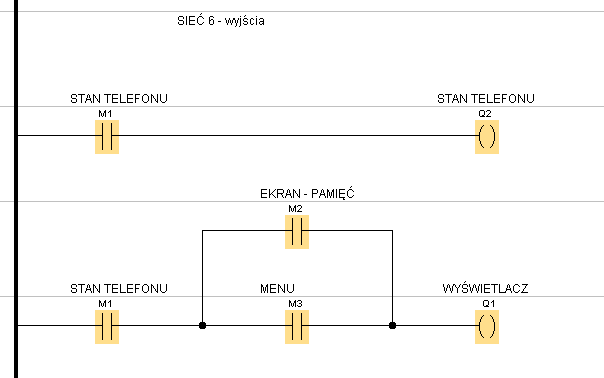 SIEĆ 6 - wyjścia
STAN TELEFONU STAN TELEFONU
M1 Q2
EKRAN - PAMIĘĆ
M2
STAN TELEFONU MENU WYŚWIETLACZ
M1 M3 Q1